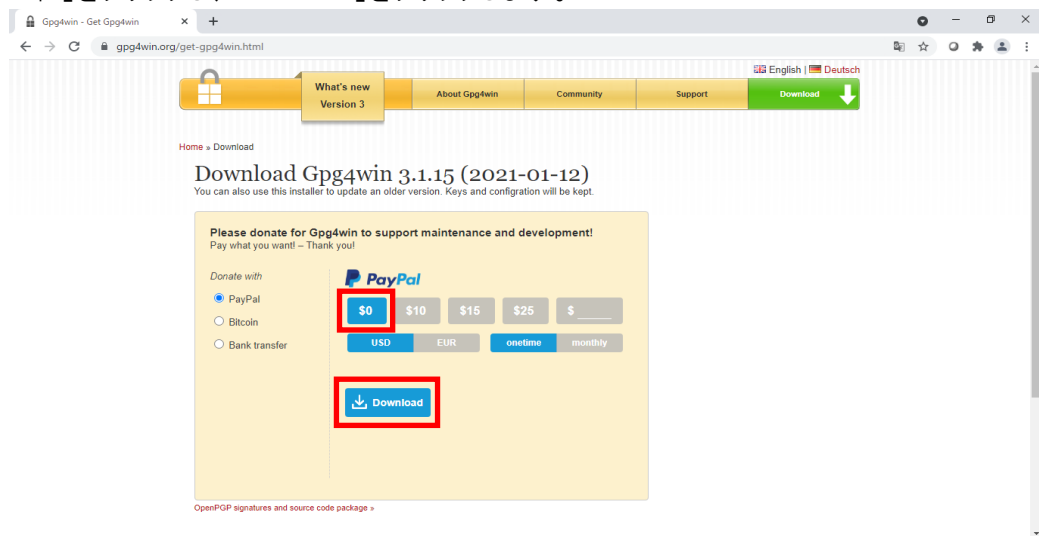 Gpg4win - Get Gpg4win
gpg4win.org/get-gpg4win.html
English | Deutsch
What's new
Version 3
About Gpg4win
Community
Support
Download
Home » Download
Download Gpg4win 3.1.15 (2021-01-12)
You can also use this installer to update an older version. Keys and configration will be kept.
Please donate for Gpg4win to support maintenance and development!
Pay what you want! – Thank you!
Donate with
PayPal
PayPal
$0 $10 $15 $25 $ _____
Bitcoin
Bank transfer
USD EUR onetime monthly
Download
OpenPGP signatures and source code package »